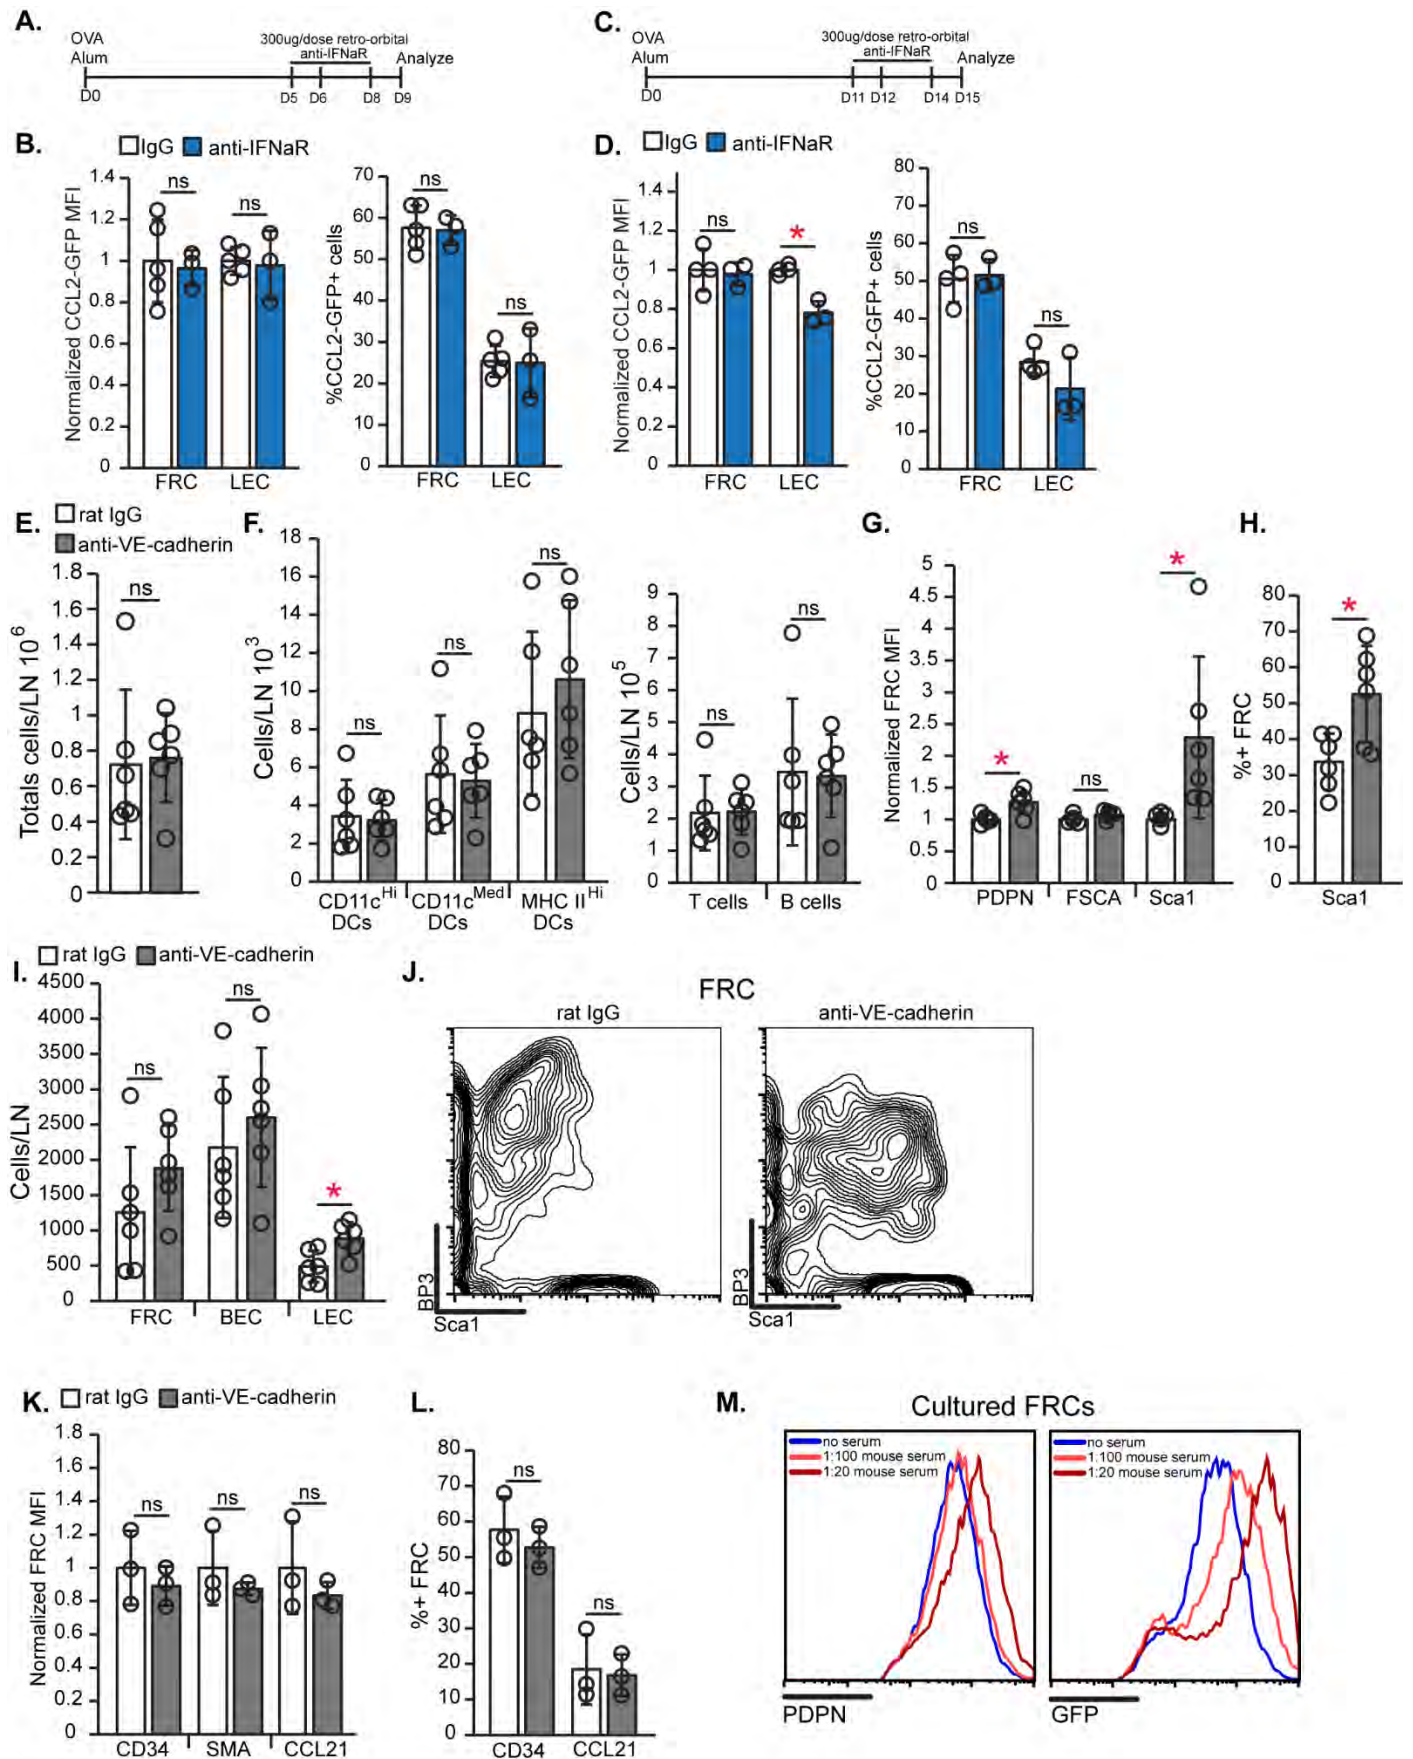 A.
OVA
Alum
300ug/dose retro-orbital
anti-IFNaR
Analyze
D0
D5
D6
D8
D9
C.
OVA
Alum
300ug/dose retro-orbital
anti-IFNaR
Analyze
D0
D11
D12
D14
D15
B.
IgG
anti-IFNaR
Normalized CCL2-GFP MFI
1.4
1.2
1
0.8
0.6
0.4
0.2
0
ns
ns
FRC
LEC
%CCL2-GFP+ cells
70
60
50
40
30
20
10
0
ns
ns
FRC
LEC
D.
IgG
anti-IFNaR
Normalized CCL2-GFP MFI
1.4
1.2
1
0.8
0.6
0.4
0.2
0
ns
*
FRC
LEC
%CCL2-GFP+ cells
80
70
60
50
40
30
20
10
0
ns
ns
FRC
LEC
E.
rat IgG
anti-VE-cadherin
Totals cells/LN 10^6
1.8
1.6
1.4
1.2
1
0.8
0.6
0.4
0.2
0
ns
F.
Cells/LN 10^3
18
16
14
12
10
8
6
4
2
0
ns
ns
ns
CD11c^Hi
DCs
CD11c^Med
DCs
MHC II^Hi
DCs
Cells/LN 10^5
9
8
7
6
5
4
3
2
1
0
ns
ns
T cells
B cells
G.
Normalized FRC MFI
5
4.5
4
3.5
3
2.5
2
1.5
1
0.5
0
*
ns
*
PDPN
FSCA
Sca1
H.
%+ FRC
80
70
60
50
40
30
20
10
0
*
Sca1
I.
rat IgG
anti-VE-cadherin
Cells/LN
4500
4000
3500
3000
2500
2000
1500
1000
500
0
ns
ns
*
FRC
BEC
LEC
J.
FRC
rat IgG
anti-VE-cadherin
BP3
Sca1
BP3
Sca1
K.
rat IgG
anti-VE-cadherin
Normalized FRC MFI
1.8
1.6
1.4
1.2
1
0.8
0.6
0.4
0.2
0
ns
ns
ns
CD34
SMA
CCL21
L.
%+ FRC
80
70
60
50
40
30
20
10
0
ns
ns
CD34
CCL21
M.
Cultured FRCs
no serum
1:100 mouse serum
1:20 mouse serum
PDPN
no serum
1:100 mouse serum
1:20 mouse serum
GFP